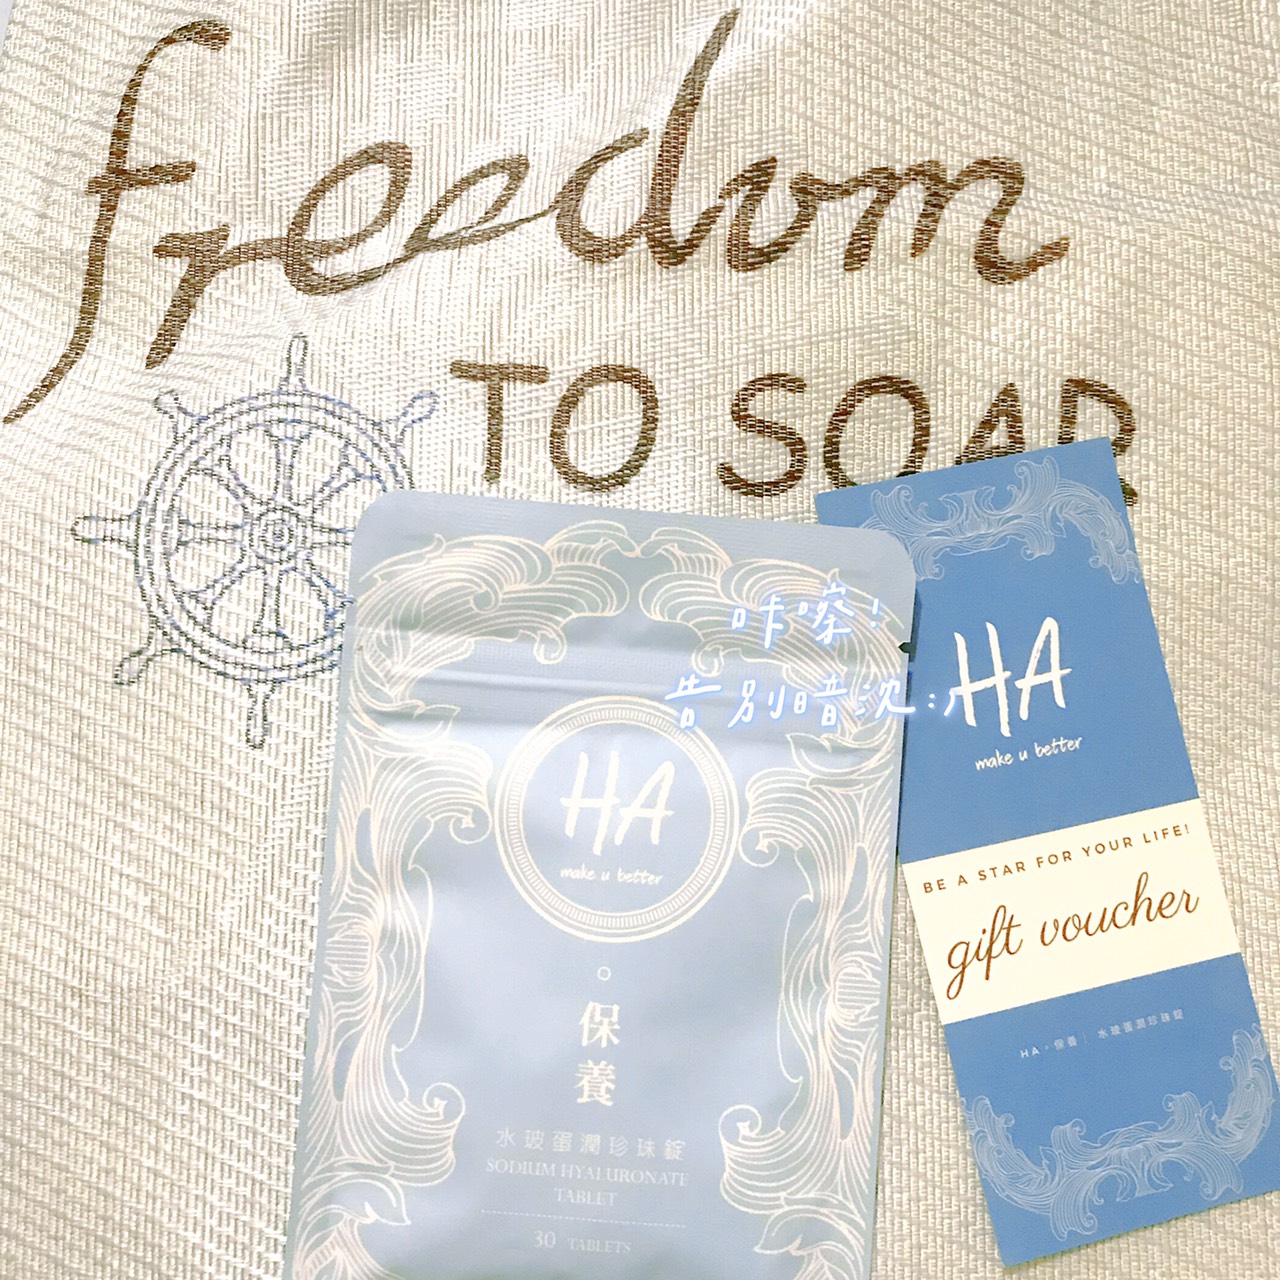 freedom
TO SOAR
咔嚓!
告別暗沈:)
HA
make u better
保養
水玻蛋潤珍珠錠
SODIUM HYALURONATE
TABLET
30 TABLETS
HA
make u better
BE A STAR FOR YOUR LIFE!
gift voucher
HA。保養｜水玻蛋潤珍珠錠